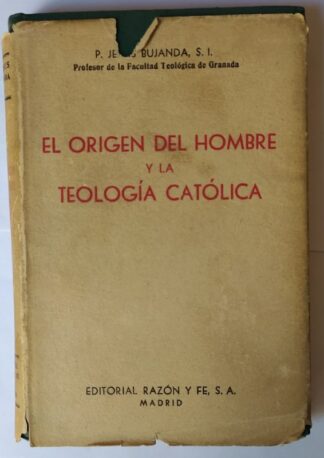 P. JE S BUJANDA, S. I.
Profesor de la Facultad Teológica de Granada
EL ORIGEN DEL HOMBRE
Y LA
TEOLOGÍA CATÓLICA
EDITORIAL RAZÓN Y FE, S. A.
MADRID